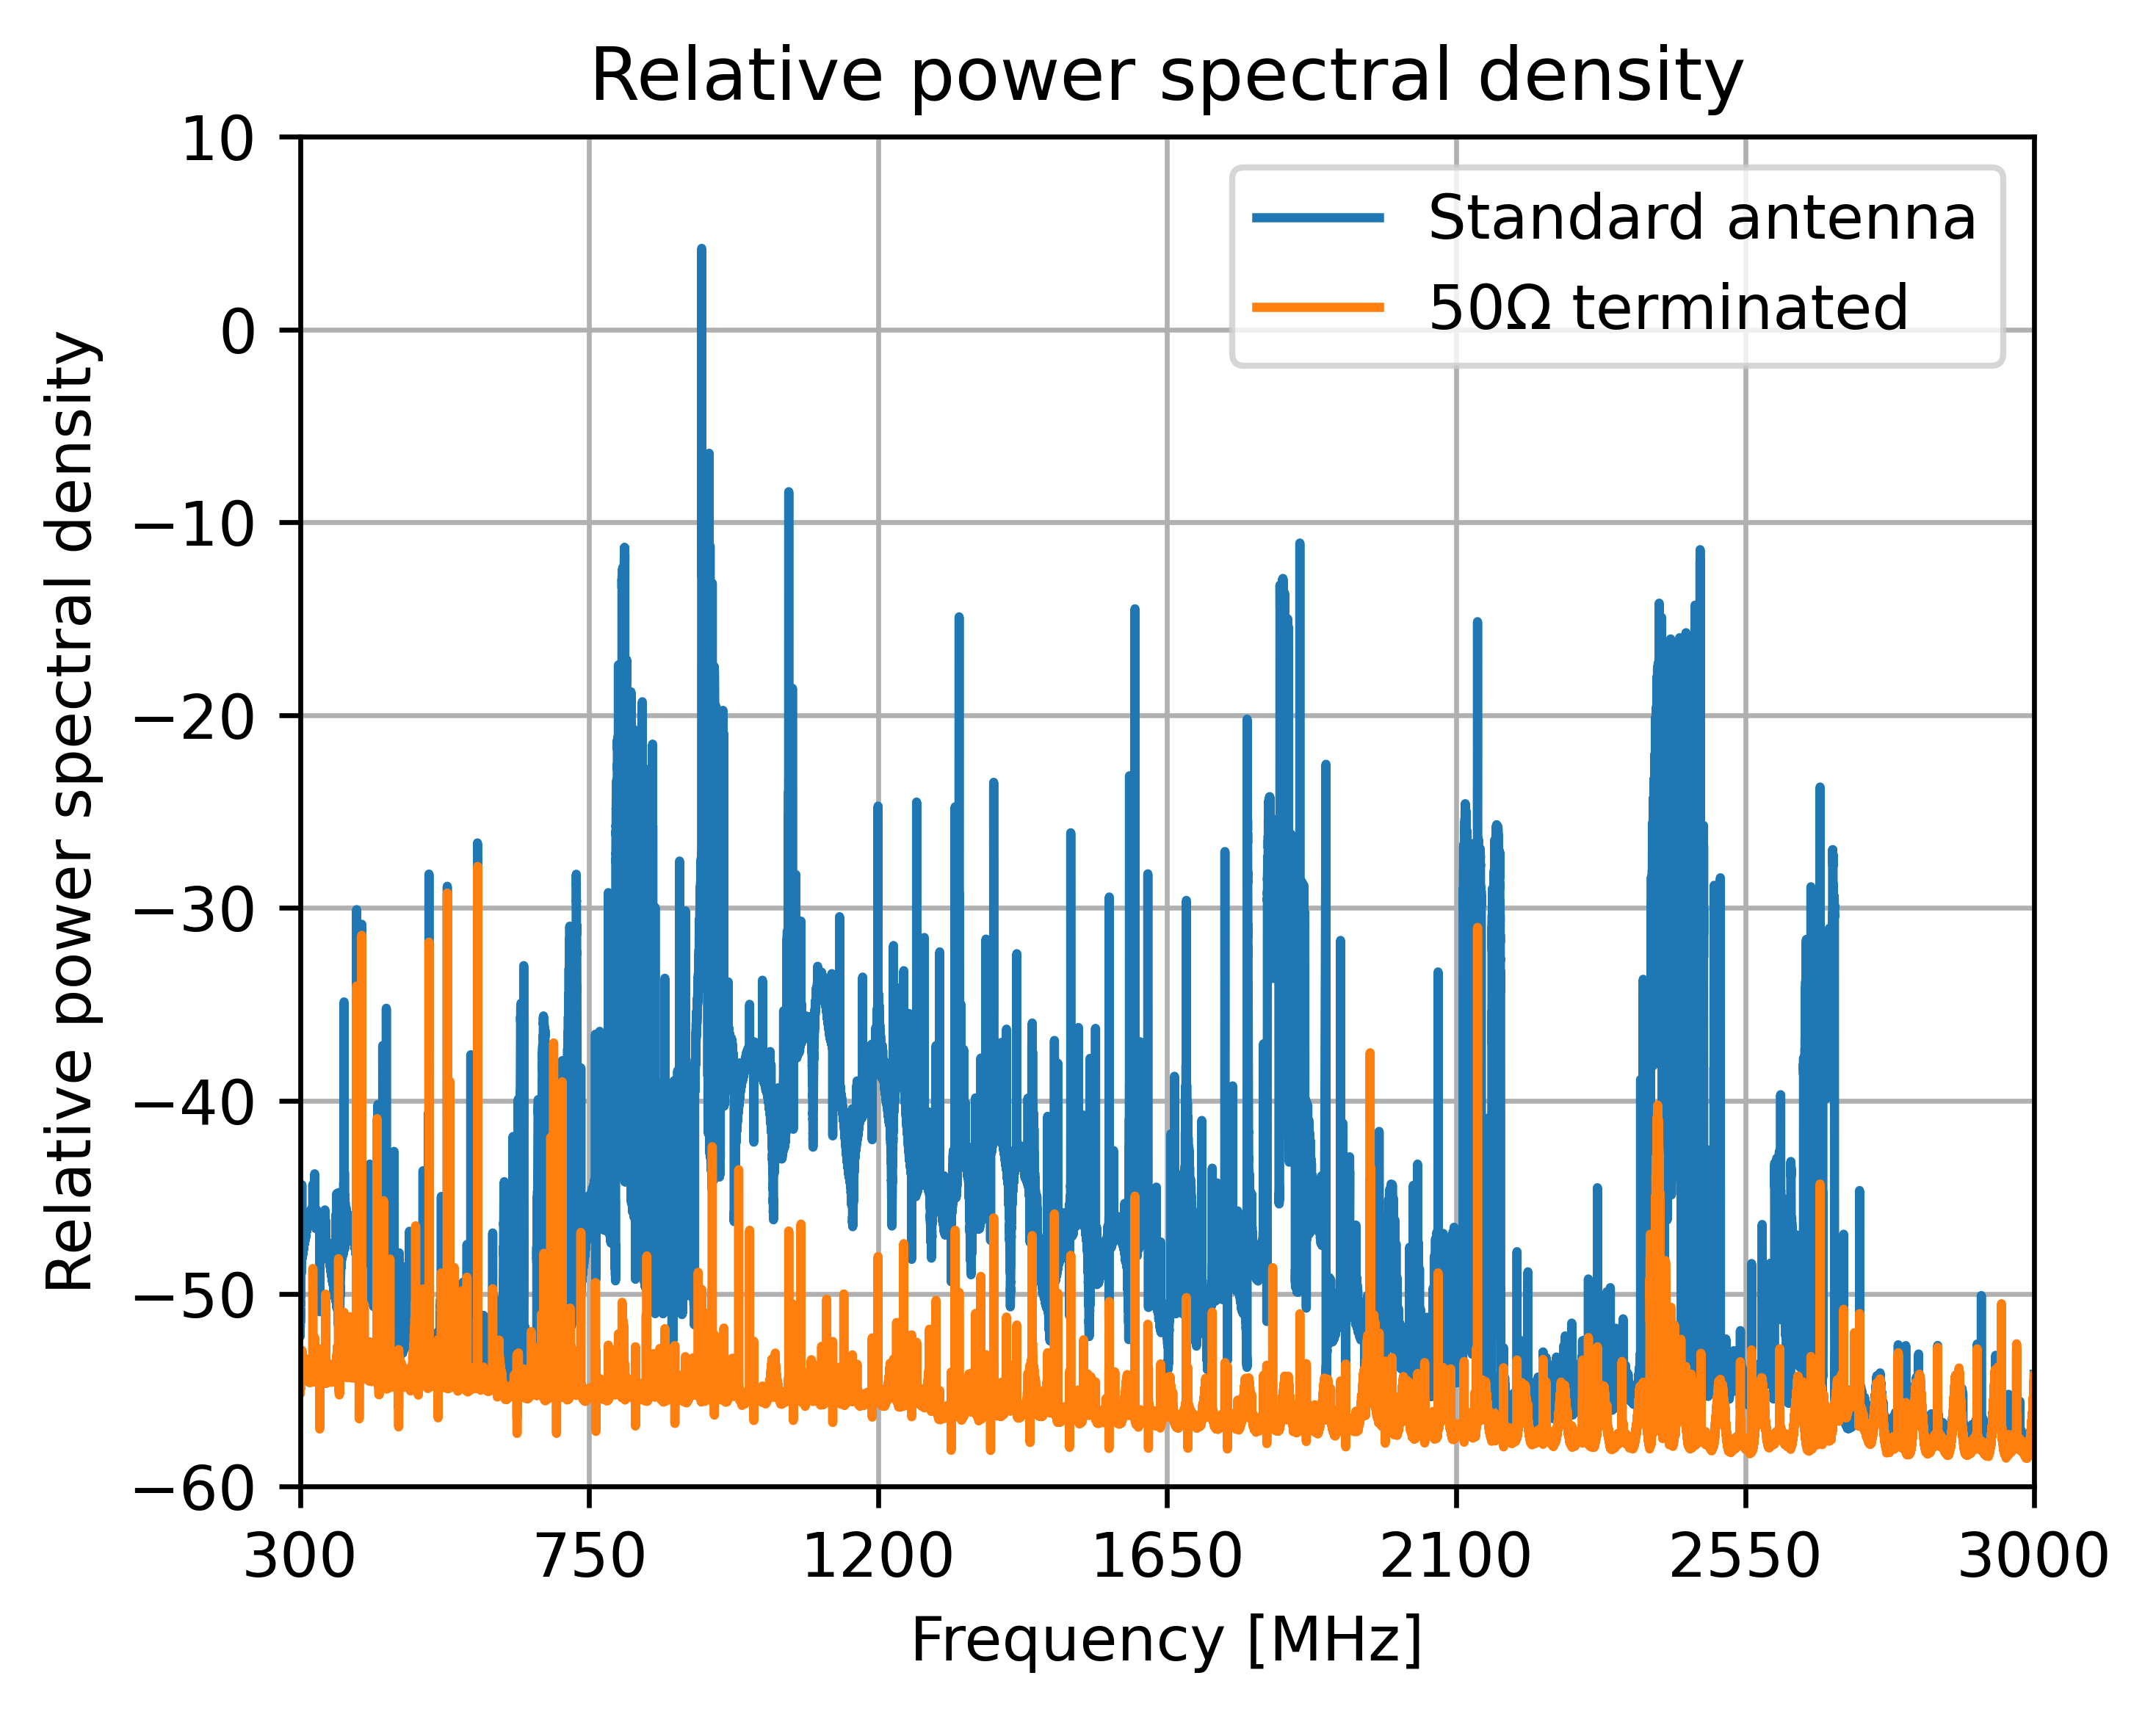 Relative power spectral density
10
0
−10
−20
−30
−40
−50
−60
Relative power spectral density
Standard antenna
50Ω terminated
300 750 1200 1650 2100 2550 3000
Frequency [MHz]